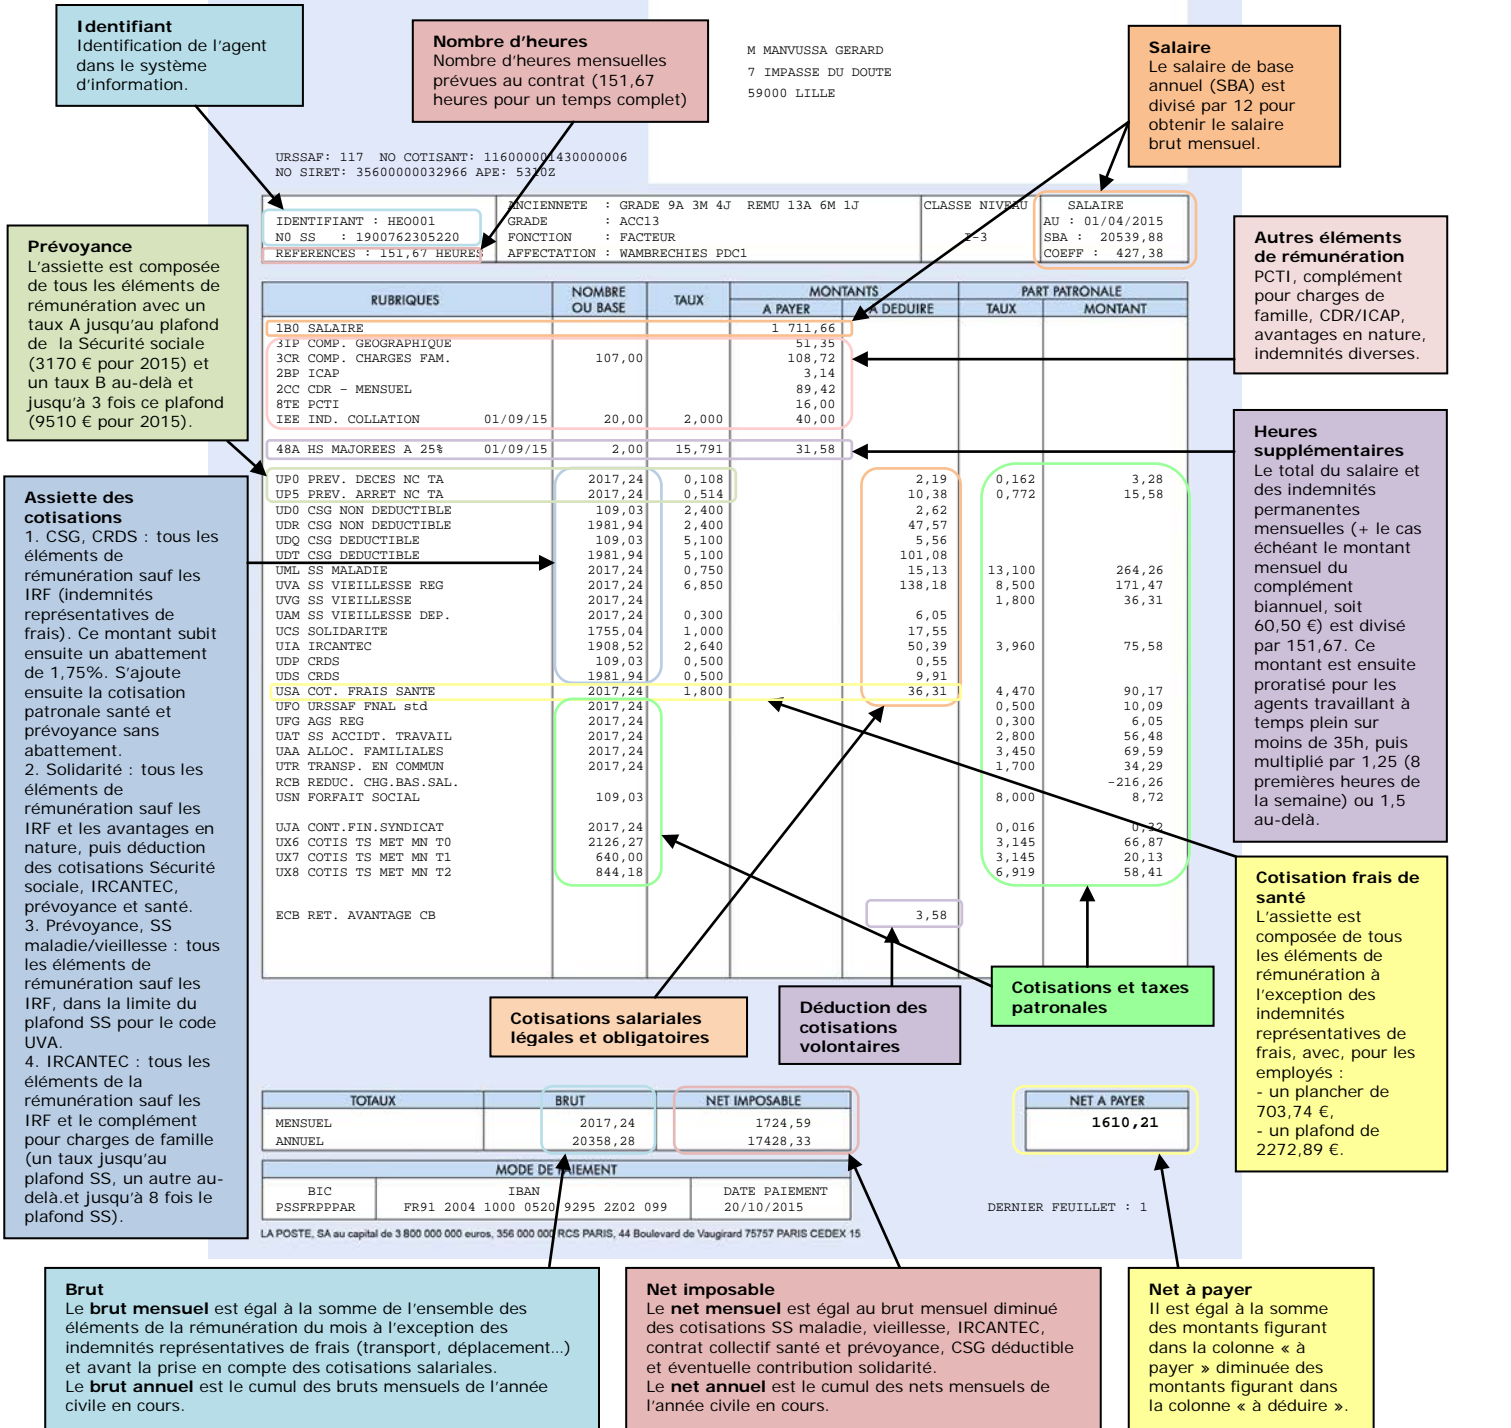 Identifiant
Identification de l'agent
dans le système
d'information.
Nombre d'heures
Nombre d'heures mensuelles
prévues au contrat (151,67
heures pour un temps complet)
M MANVUSSA GERARD
7 IMPASSE DU DOUTE
59000 LILLE
Salaire
Le salaire de base
annuel (SBA) est
divisé par 12 pour
obtenir le salaire
brut mensuel.
URSSAF: 117 NO COTISANT: 116000001430000006
NO SIRET: 35600000032966 APE: 5310Z
IDENTIFIANT : HEO001
NO SS : 1900762305220
REFERENCES : 151,67 HEURES
ANCIENNETE : GRADE 9A 3M 4J REMU 13A 6M 1J
GRADE : ACC13
FONCTION : FACTEUR
AFFECTATION : WAMBRECHIES PDC1
CLASSE NIVEAU
I-3
SALAIRE
AU : 01/04/2015
SBA : 20539,88
COEFF : 427,38
Prévoyance
L'assiette est composée
de tous les éléments de
rémunération avec un
taux A jusqu'au plafond
de la Sécurité sociale
(3170 € pour 2015) et
un taux B au-delà et
jusqu'à 3 fois ce plafond
(9510 € pour 2015).
Autres éléments
de rémunération
PCTI, complément
pour charges de
famille, CDR/ICAP,
avantages en nature,
indemnités diverses.
RUBRIQUES NOMBRE OU BASE TAUX MONTANTS A PAYER A DEDUIRE PART PATRONALE TAUX MONTANT
1B0 SALAIRE 1 711,66
3IP COMP. GEOGRAPHIQUE 51,35
3CR COMP. CHARGES FAM. 107,00 108,72
2BP ICAP 3,14
2CC CDR - MENSUEL 89,42
8TE PCTI 16,00
IEE IND. COLLATION 01/09/15 20,00 2,000 40,00
48A HS MAJOREES A 25% 01/09/15 2,00 15,791 31,58
UP0 PREV. DECES NC TA 2017,24 0,108 2,19 0,162 3,28
UP5 PREV. ARRET NC TA 2017,24 0,514 10,38 0,772 15,58
UD0 CSG NON DEDUCTIBLE 109,03 2,400 2,62
UDR CSG NON DEDUCTIBLE 1981,94 2,400 47,57
UDQ CSG DEDUCTIBLE 109,03 5,100 5,56
UDT CSG DEDUCTIBLE 1981,94 5,100 101,08
UML SS MALADIE 2017,24 0,750 15,13 13,100 264,26
UVA SS VIEILLESSE REG 2017,24 6,850 138,18 8,500 171,47
UVG SS VIEILLESSE 2017,24 1,800 36,31
UAM SS VIEILLESSE DEP. 2017,24 0,300 6,05
UCS SOLIDARITE 1755,04 1,000 17,55
UIA IRCANTEC 1908,52 2,640 50,39 3,960 75,58
UDP CRDS 109,03 0,500 0,55
UDS CRDS 1981,94 0,500 9,91
USA COT. FRAIS SANTE 2017,24 1,800 36,31 4,470 90,17
UFO URSSAF FNAL std 2017,24 0,500 10,09
UFG AGS REG 2017,24 0,300 6,05
UAT SS ACCIDT. TRAVAIL 2017,24 2,800 56,48
UAA ALLOC. FAMILIALES 2017,24 3,450 69,59
UTR TRANSP. EN COMMUN 2017,24 1,700 34,29
RCB REDUC. CHG.BAS.SAL. -216,26
USN FORFAIT SOCIAL 109,03 8,000 8,72
UJA CONT.FIN.SYNDICAT 2017,24 0,016 0,32
UX6 COTIS TS MET MN T0 2126,27 3,145 66,87
UX7 COTIS TS MET MN T1 640,00 3,145 20,13
UX8 COTIS TS MET MN T2 844,18 6,919 58,41
ECB RET. AVANTAGE CB 3,58
Heures
supplémentaires
Le total du salaire et
des indemnités
permanentes
mensuelles (+ le cas
échéant le montant
mensuel du
complément
biannuel, soit
60,50 €) est divisé
par 151,67. Ce
montant est ensuite
proratisé pour les
agents travaillant à
temps plein sur
moins de 35h, puis
multiplié par 1,25 (8
premières heures de
la semaine) ou 1,5
au-delà.
Assiette des
cotisations
1. CSG, CRDS : tous les
éléments de
rémunération sauf les
IRF (indemnités
représentatives de
frais). Ce montant subit
ensuite un abattement
de 1,75%. S'ajoute
ensuite la cotisation
patronale santé et
prévoyance sans
abattement.
2. Solidarité : tous les
éléments de
rémunération sauf les
IRF et les avantages en
nature, puis déduction
des cotisations Sécurité
sociale, IRCANTEC,
prévoyance et santé.
3. Prévoyance, SS
maladie/vieillesse : tous
les éléments de
rémunération sauf les
IRF, dans la limite du
plafond SS pour le code
UVA.
4. IRCANTEC : tous les
éléments de la
rémunération sauf les
IRF et le complément
pour charges de famille
(un taux jusqu'au
plafond SS, un autre au-
delà.et jusqu'à 8 fois le
plafond SS).
Cotisation frais de
santé
L'assiette est
composée de tous
les éléments de
rémunération à
l'exception des
indemnités
représentatives de
frais, avec, pour les
employés :
- un plancher de
703,74 €,
- un plafond de
2272,89 €.
Cotisations salariales
légales et obligatoires
Déduction des
cotisations
volontaires
Cotisations et taxes
patronales
TOTAUX BRUT NET IMPOSABLE
MENSUEL 2017,24 1724,59
ANNUEL 20358,28 17428,33
NET A PAYER
1610,21
MODE DE PAIEMENT
BIC IBAN DATE PAIEMENT
PSSFRPPPAR FR91 2004 1000 0520 9295 2Z02 099 20/10/2015
DERNIER FEUILLET : 1
LA POSTE, SA au capital de 3 800 000 000 euros, 356 000 000 RCS PARIS, 44 Boulevard de Vaugirard 75757 PARIS CEDEX 15
Brut
Le brut mensuel est égal à la somme de l'ensemble des
éléments de la rémunération du mois à l'exception des
indemnités représentatives de frais (transport, déplacement…)
et avant la prise en compte des cotisations salariales.
Le brut annuel est le cumul des bruts mensuels de l'année
civile en cours.
Net imposable
Le net mensuel est égal au brut mensuel diminué
des cotisations SS maladie, vieillesse, IRCANTEC,
contrat collectif santé et prévoyance, CSG déductible
et éventuelle contribution solidarité.
Le net annuel est le cumul des nets mensuels de
l'année civile en cours.
Net à payer
Il est égal à la somme
des montants figurant
dans la colonne « à
payer » diminuée des
montants figurant dans
la colonne « à déduire ».